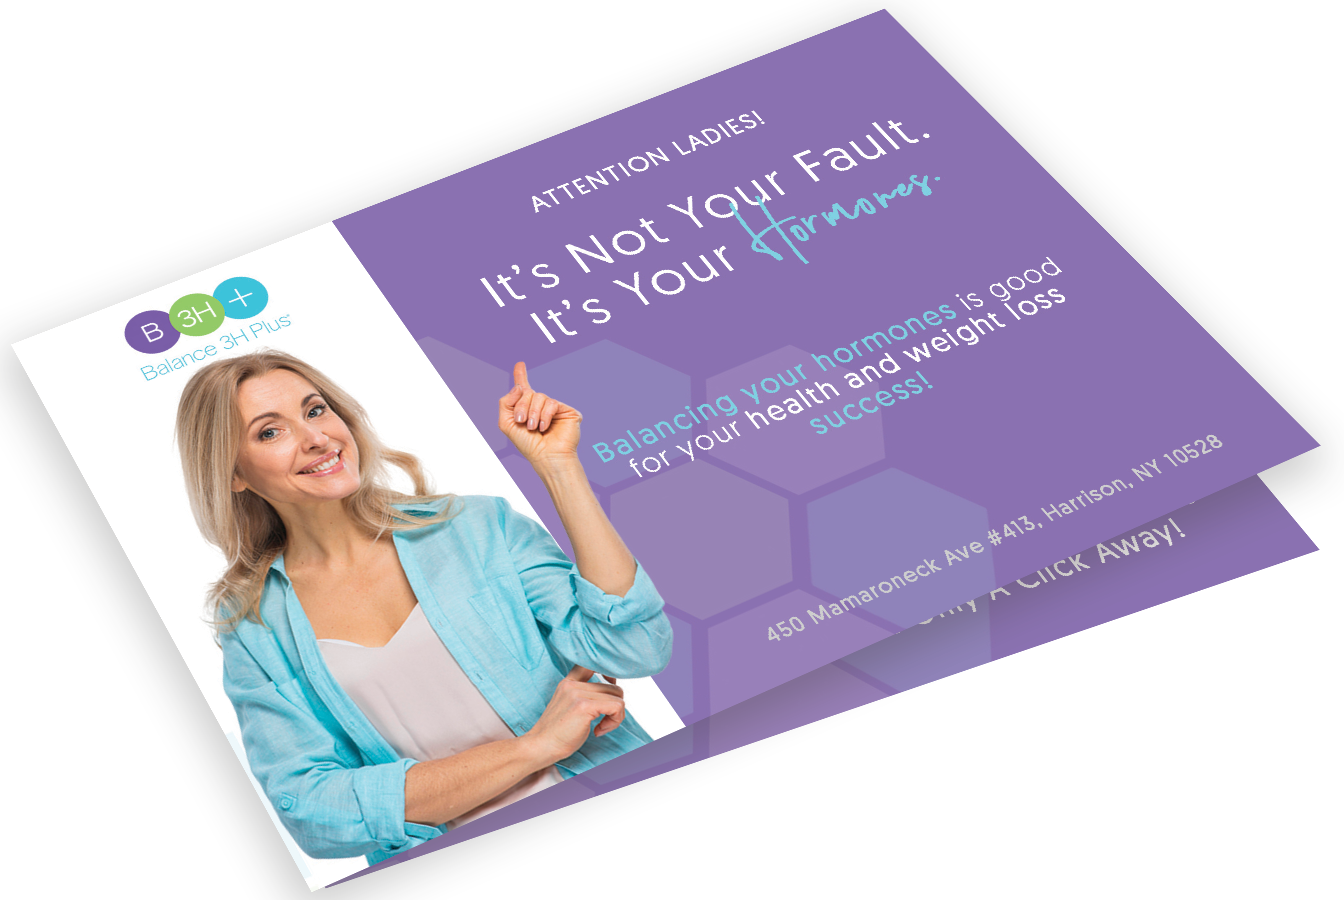 B 3H +
Balance 3H Plus
ATTENTION LADIES!
It's Not Your Fault.
It's Your Hormones.
Balancing your hormones is good
for your health and weight loss
success!
450 Mamaroneck Ave #413, Harrison, NY 10528
A Click Away!